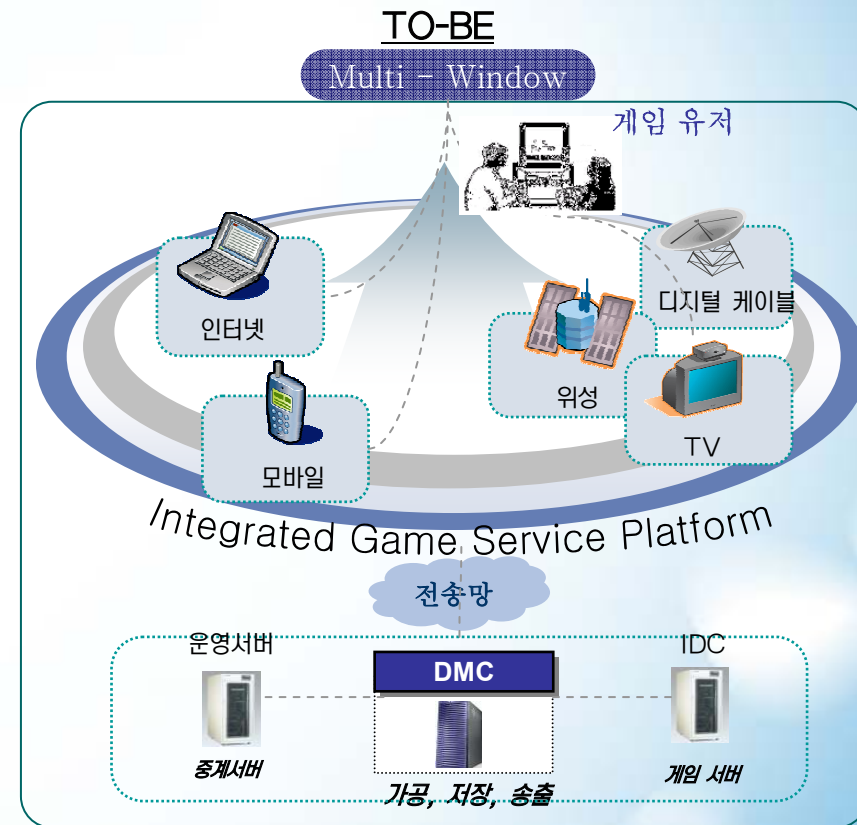 TO-BE
Multi - Window
게임 유저
디지털 케이블
인터넷
위성
TV
모바일
Integrated Game Service Platform
전송망
운영서버
IDC
DMC
중계서버
게임 서버
가공, 저장, 송출